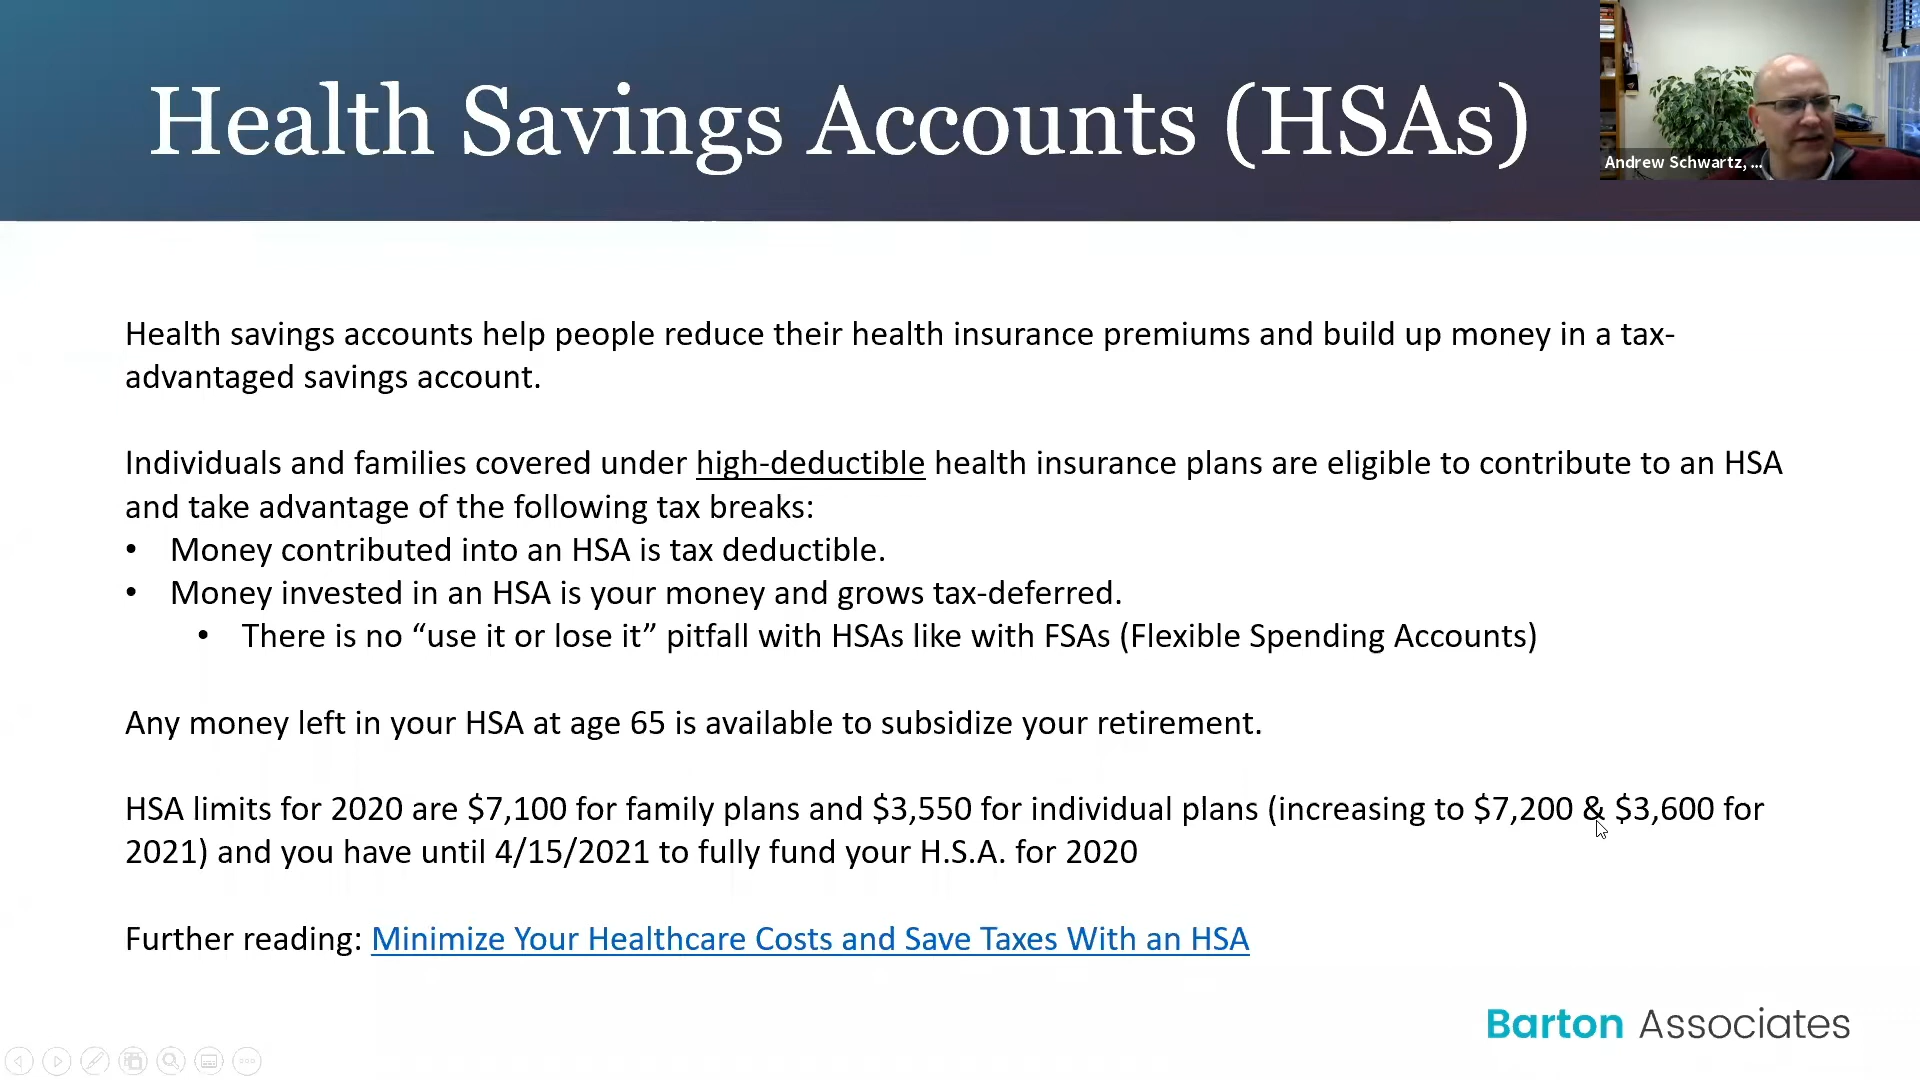 Health Savings Accounts (HSAs)
Andrew Schwartz, ...
Health savings accounts help people reduce their health insurance premiums and build up money in a tax-
advantaged savings account.
Individuals and families covered under high-deductible health insurance plans are eligible to contribute to an HSA
and take advantage of the following tax breaks:
• Money contributed into an HSA is tax deductible.
• Money invested in an HSA is your money and grows tax-deferred.
• There is no “use it or lose it” pitfall with HSAs like with FSAs (Flexible Spending Accounts)
Any money left in your HSA at age 65 is available to subsidize your retirement.
HSA limits for 2020 are $7,100 for family plans and $3,550 for individual plans (increasing to $7,200 & $3,600 for
2021) and you have until 4/15/2021 to fully fund your H.S.A. for 2020
Further reading: Minimize Your Healthcare Costs and Save Taxes With an HSA
Barton Associates